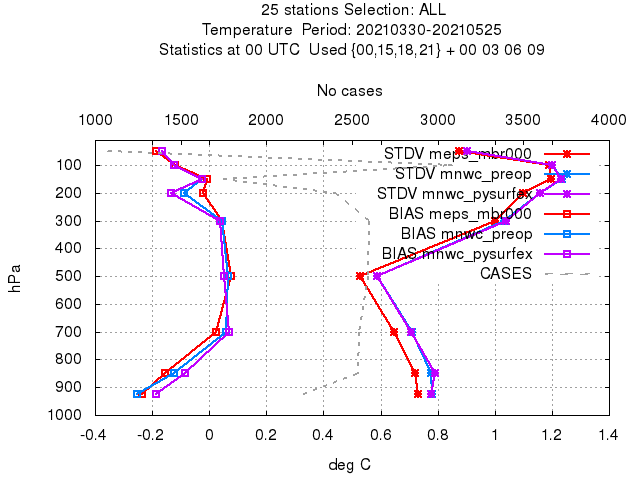 25 stations Selection: ALL
Temperature  Period: 20210330-20210525
Statistics at 00 UTC  Used {00,15,18,21} + 00 03 06 09
No cases
1000 1500 2000 2500 3000 3500 4000
STDV meps_mbr000
STDV mnwc_preop
STDV mnwc_pysurfex
BIAS meps_mbr000
BIAS mnwc_preop
BIAS mnwc_pysurfex
CASES
100
200
300
400
500
600
700
800
900
1000
hPa
-0.4 -0.2 0 0.2 0.4 0.6 0.8 1 1.2 1.4
deg C